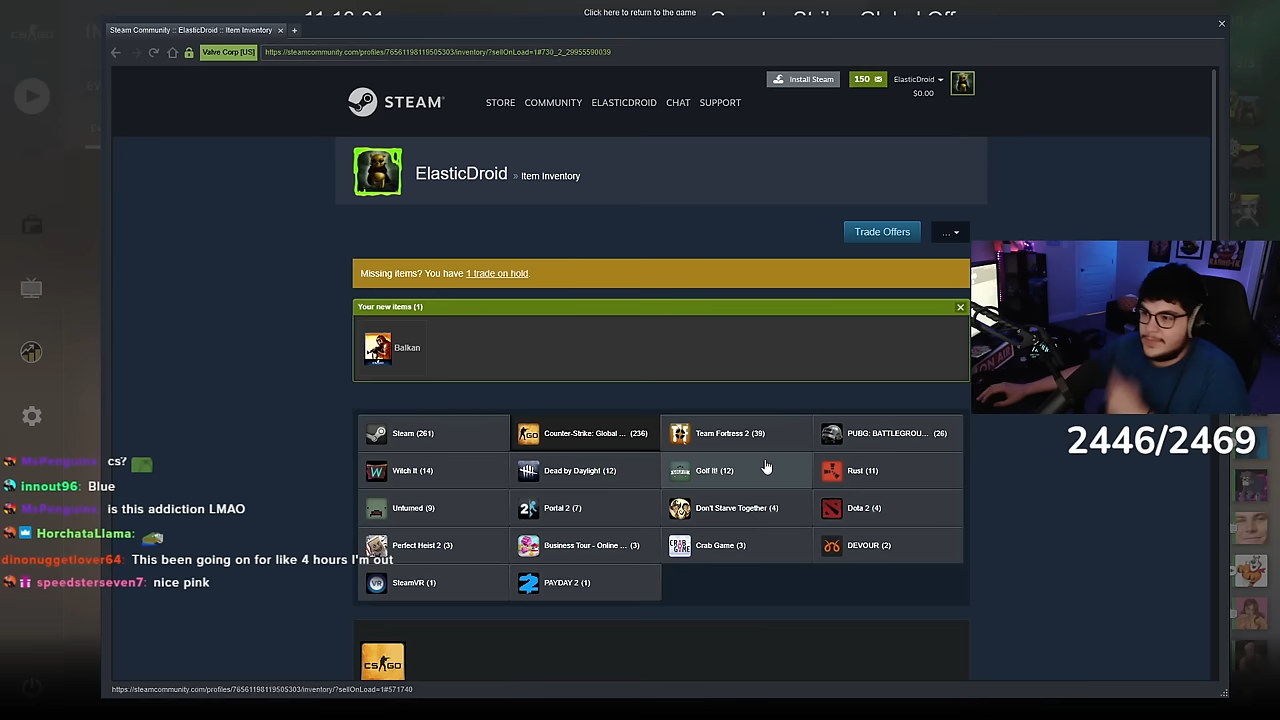 Click here to return to the game
Steam Community :: ElasticDroid :: Item Inventory
Valve Corp [US]
https://steamcommunity.com/profiles/76561198119505303/inventory/?sellOnLoad=1#730_2_29955590039
STEAM
STORE COMMUNITY ELASTICDROID CHAT SUPPORT
Install Steam
150
ElasticDroid
$0.00
ElasticDroid » Item Inventory
Trade Offers
...
Missing items? You have 1 trade on hold.
Your new items (1)
Balkan
Steam (261)
Counter-Strike: Global ... (236)
Team Fortress 2 (39)
PUBG: BATTLEGROU... (26)
Witch It (14)
Dead by Daylight (12)
Golf It! (12)
Rust (11)
Unturned (9)
Portal 2 (7)
Don't Starve Together (4)
Dota 2 (4)
Perfect Heist 2 (3)
Business Tour - Online ... (3)
Crab Game (3)
DEVOUR (2)
SteamVR (1)
PAYDAY 2 (1)
CS:GO
ON AIR
2446/2469
McPenguins cs?
innout96: Blue
McPenguins is this addiction LMAO
HorchataLlama:
dinonuggetlover64: This been going on for like 4 hours I'm out
speedsterseven7: nice pink
https://steamcommunity.com/profiles/76561198119505303/inventory/?sellOnLoad=1#571740